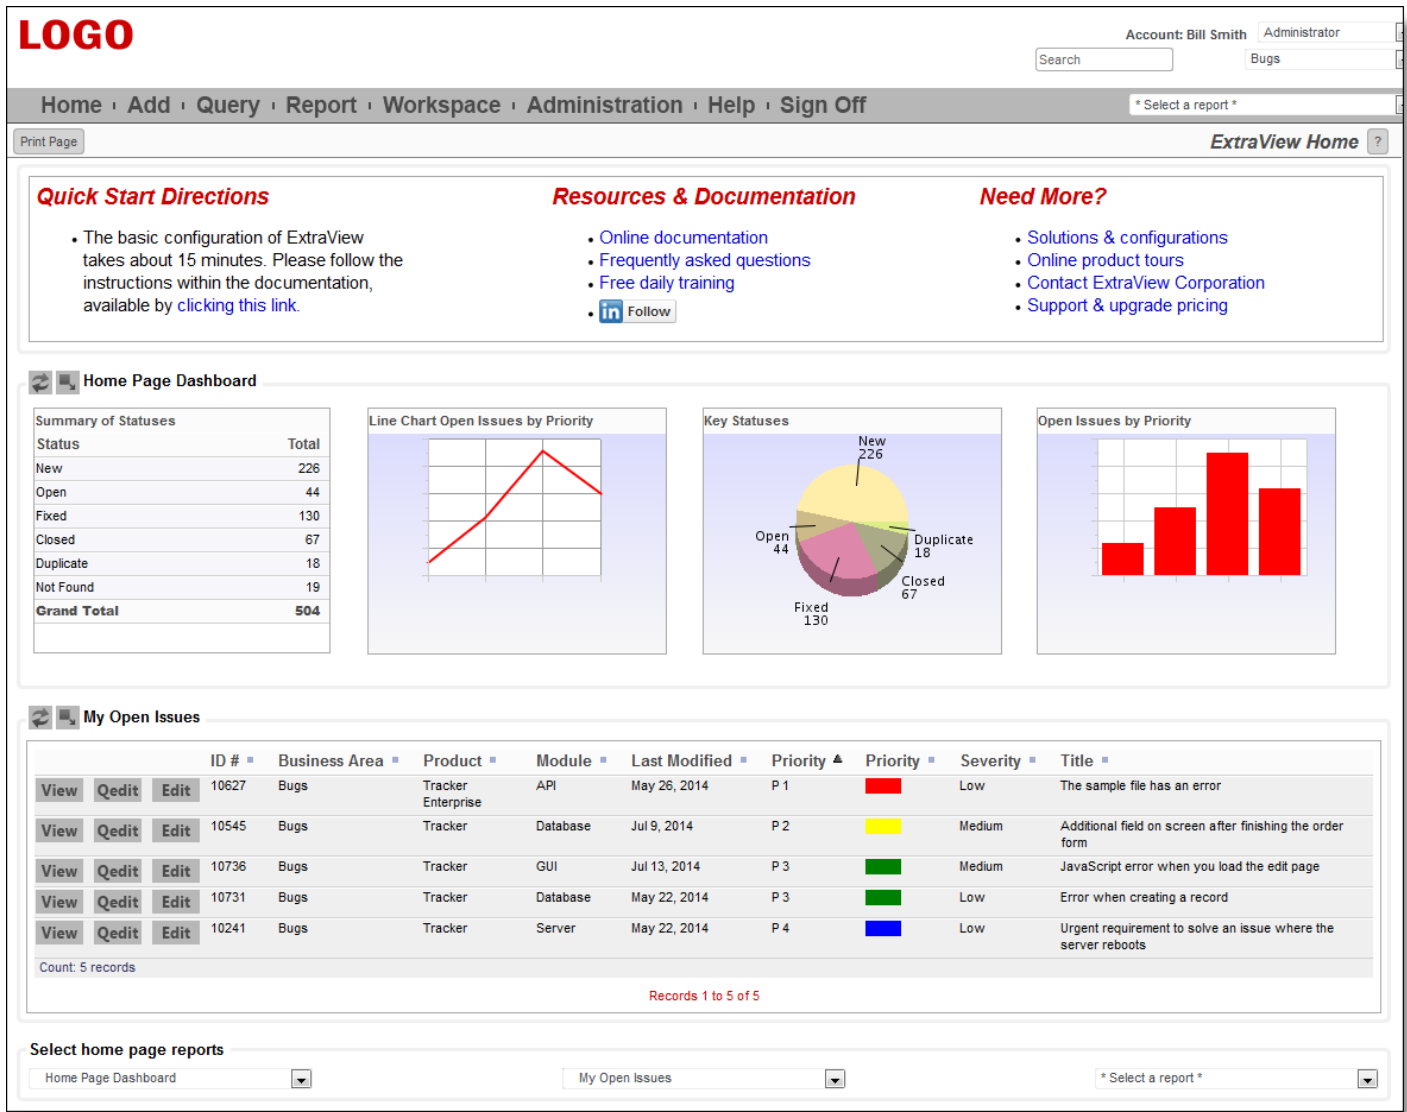 LOGO
Account: Bill Smith Administrator
Search Bugs
Home Add Query Report Workspace Administration Help Sign Off * Select a report *
Print Page ExtraView Home ?
Quick Start Directions
• The basic configuration of ExtraView
takes about 15 minutes. Please follow the
instructions within the documentation,
available by clicking this link.
Resources & Documentation
• Online documentation
• Frequently asked questions
• Free daily training
• in Follow
Need More?
• Solutions & configurations
• Online product tours
• Contact ExtraView Corporation
• Support & upgrade pricing
Home Page Dashboard
Summary of Statuses
Status Total
New 226
Open 44
Fixed 130
Closed 67
Duplicate 18
Not Found 19
Grand Total 504
Line Chart Open Issues by Priority
Key Statuses
New
226
Open
44
Duplicate
18
Closed
67
Fixed
130
Open Issues by Priority
My Open Issues
ID # Business Area Product Module Last Modified Priority Priority Severity Title
View Qedit Edit 10627 Bugs Tracker Enterprise API May 26, 2014 P 1 Low The sample file has an error
View Qedit Edit 10545 Bugs Tracker Database Jul 9, 2014 P 2 Medium Additional field on screen after finishing the order
form
View Qedit Edit 10736 Bugs Tracker GUI Jul 13, 2014 P 3 Medium JavaScript error when you load the edit page
View Qedit Edit 10731 Bugs Tracker Database May 22, 2014 P 3 Low Error when creating a record
View Qedit Edit 10241 Bugs Tracker Server May 22, 2014 P 4 Low Urgent requirement to solve an issue where the
server reboots
Count: 5 records
Records 1 to 5 of 5
Select home page reports
Home Page Dashboard My Open Issues * Select a report *